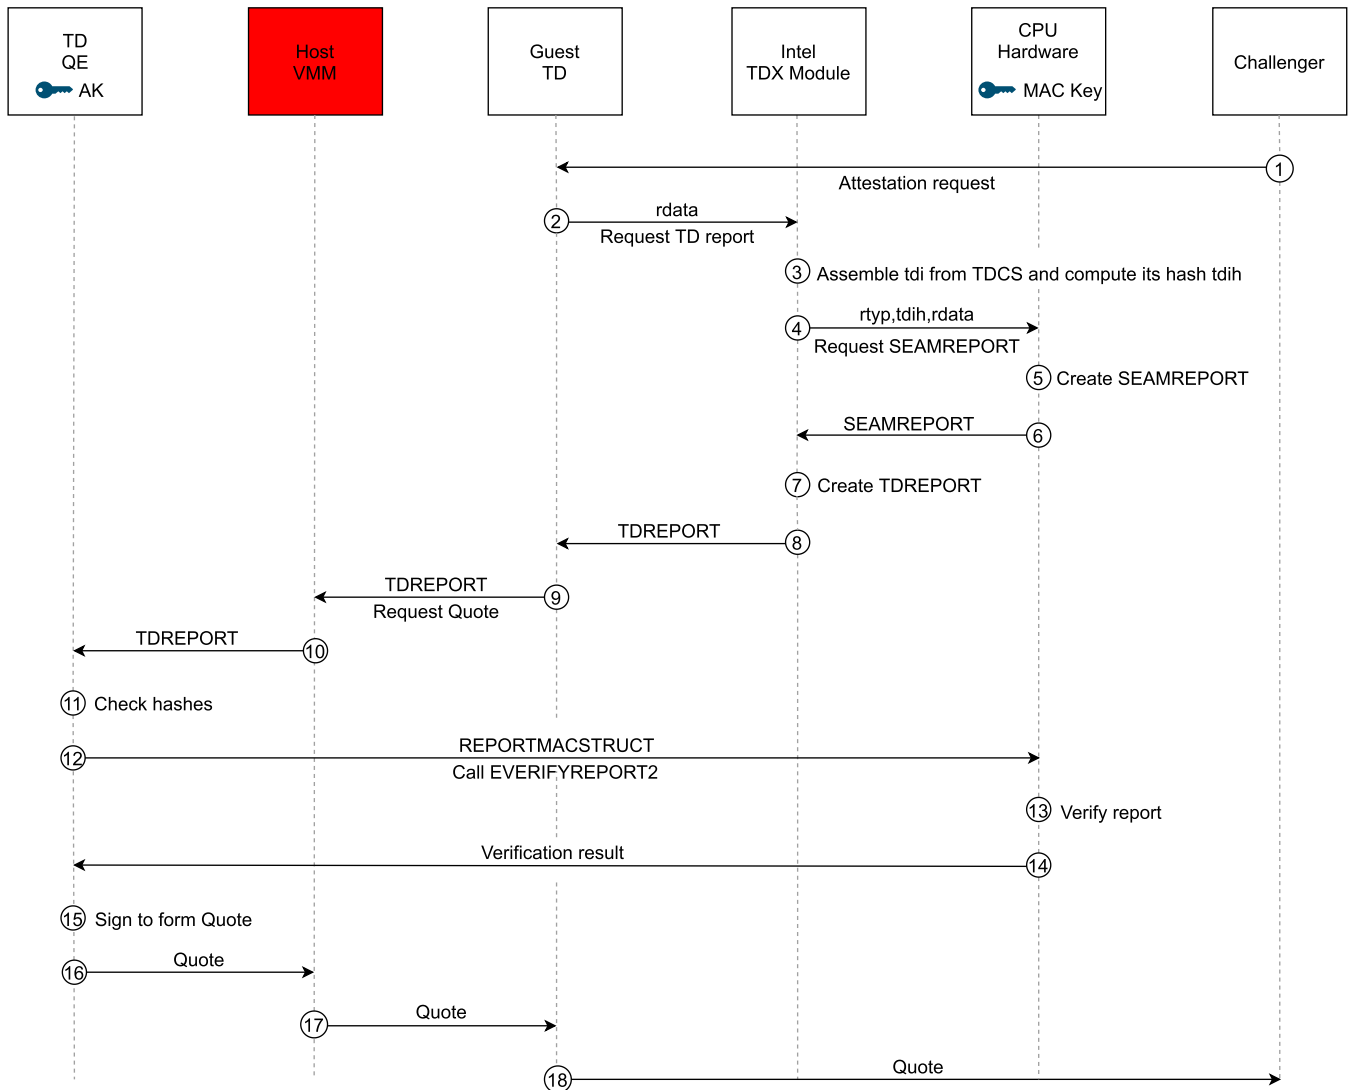 TD
QE
AK
Host
VMM
Guest
TD
Intel
TDX Module
CPU
Hardware
MAC Key
Challenger
1
Attestation request
2
rdata
Request TD report
3 Assemble tdi from TDCS and compute its hash tdih
4
rtyp,tdih,rdata
Request SEAMREPORT
5 Create SEAMREPORT
SEAMREPORT
6
7 Create TDREPORT
TDREPORT
8
TDREPORT
9
Request Quote
TDREPORT
10
11 Check hashes
12
REPORTMACSTRUCT
Call EVERIFYREPORT2
13 Verify report
Verification result
14
15 Sign to form Quote
16
Quote
17
Quote
18
Quote